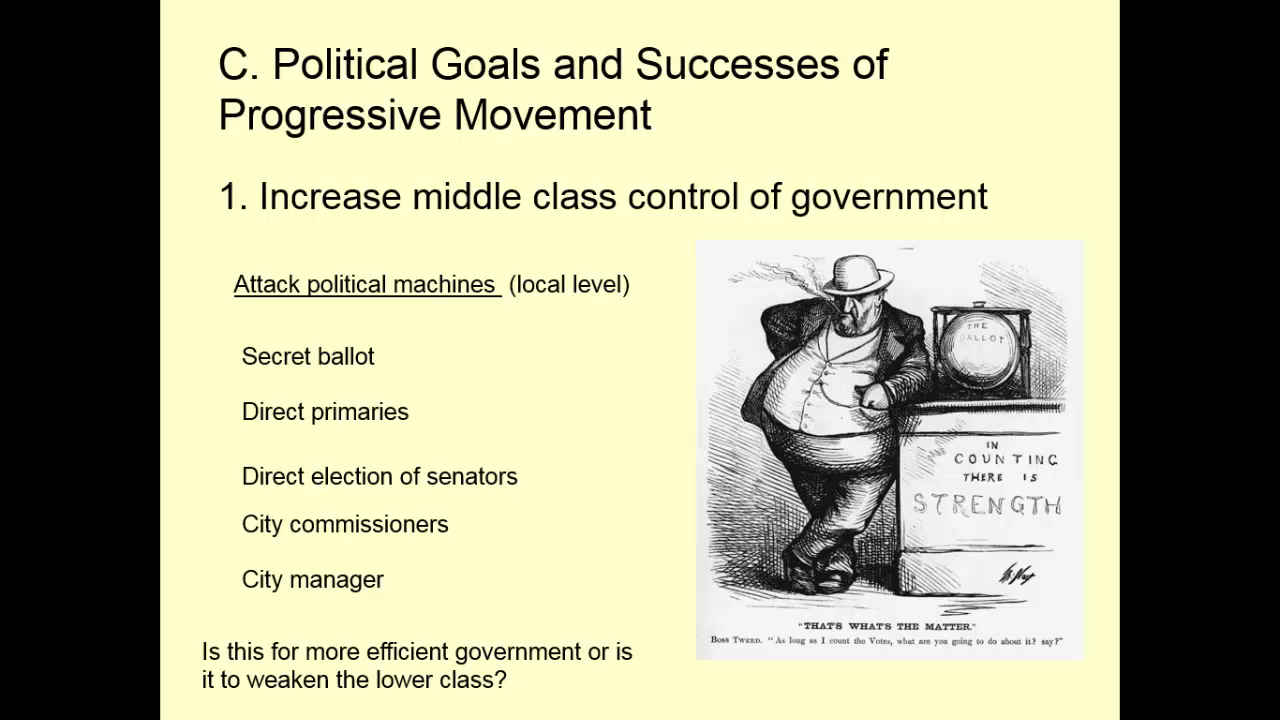 C. Political Goals and Successes of
Progressive Movement
1. Increase middle class control of government
Attack political machines (local level)
Secret ballot
Direct primaries
Direct election of senators
City commissioners
City manager
Is this for more efficient government or is
it to weaken the lower class?
THE
BALLOT
IN
COUNTING
THERE IS
STRENGTH
Th. Nast
"THAT'S WHAT'S THE MATTER."
BOSS TWEED. "As long as I count the Votes, what are you going to do about it? say?"